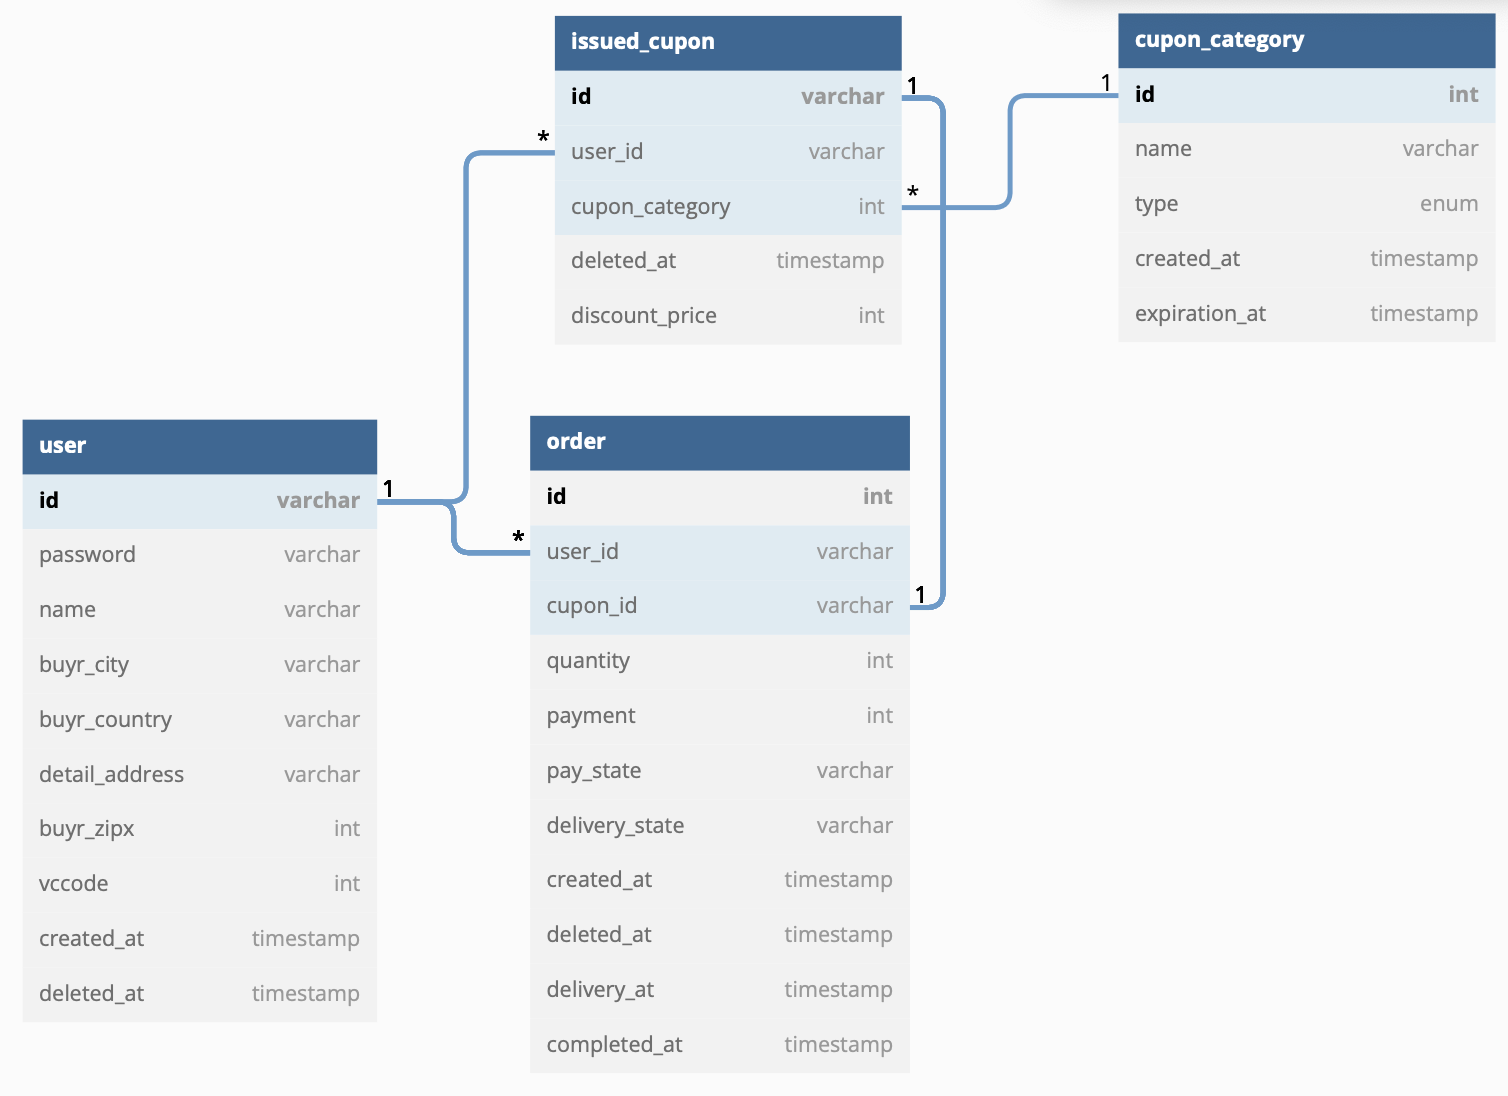 issued_cupon
id varchar 1
* user_id varchar
cupon_category int *
deleted_at timestamp
discount_price int
cupon_category
1 id int
name varchar
type enum
created_at timestamp
expiration_at timestamp
user
id varchar 1
password varchar
name varchar
buyr_city varchar
buyr_country varchar
detail_address varchar
buyr_zipx int
vccode int
created_at timestamp
deleted_at timestamp
order
id int
* user_id varchar
cupon_id varchar 1
quantity int
payment int
pay_state varchar
delivery_state varchar
created_at timestamp
deleted_at timestamp
delivery_at timestamp
completed_at timestamp